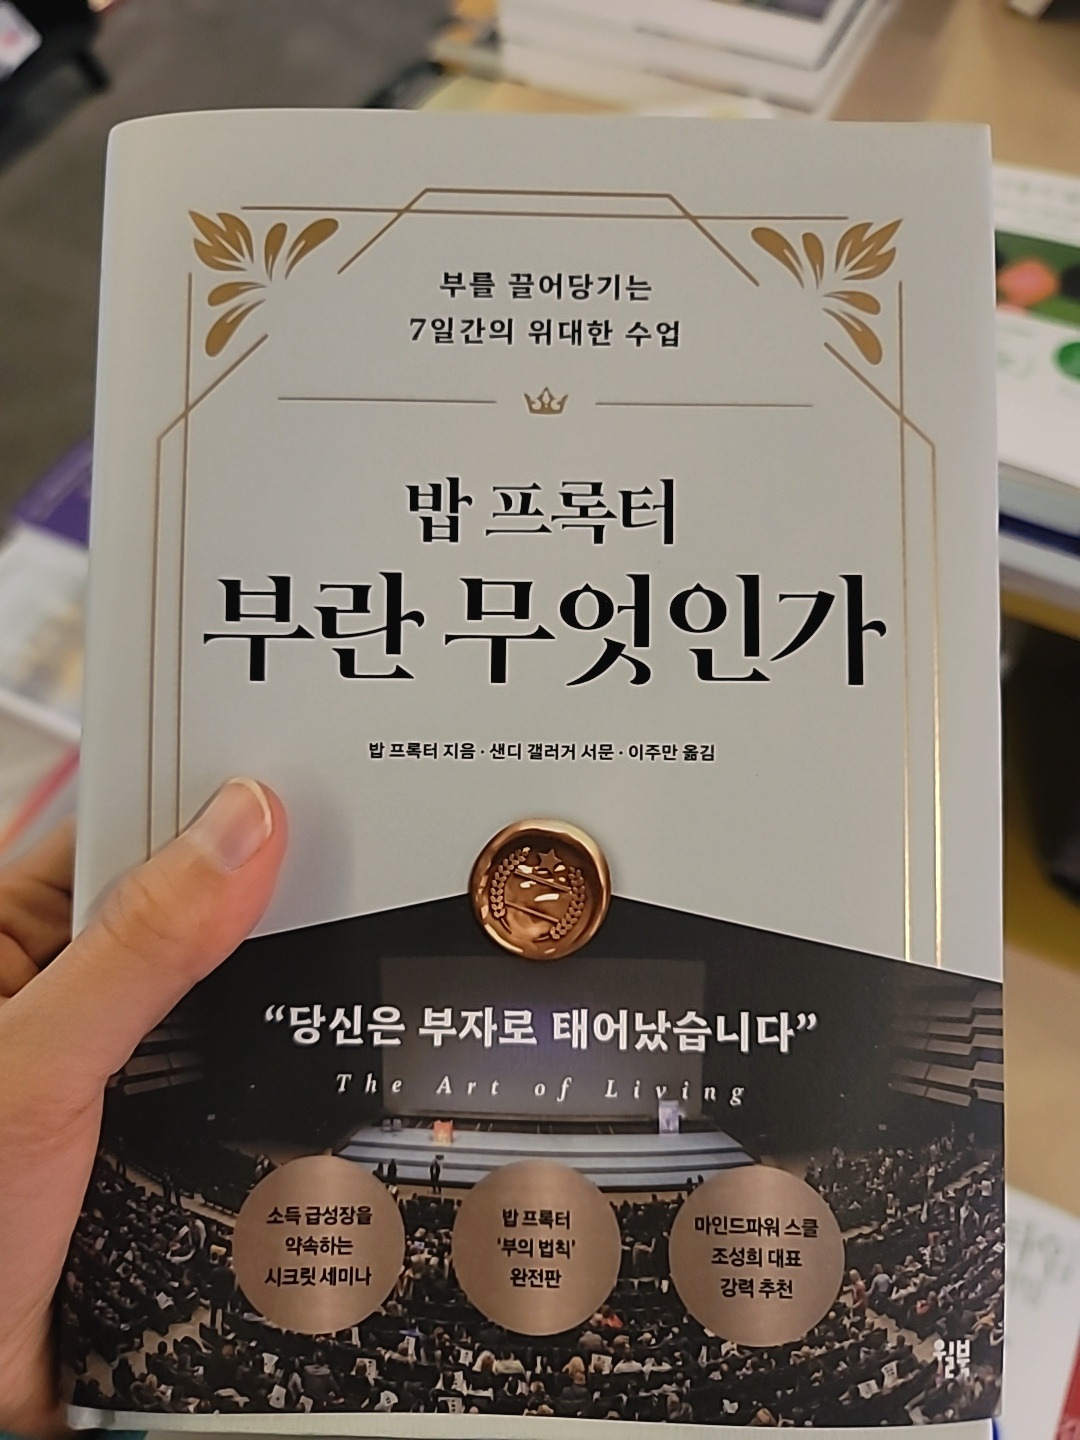 부를 끌어당기는
7일간의 위대한 수업
밥 프록터
부란 무엇인가
밥 프록터 지음 · 샌디 갤러거 서문 · 이주만 옮김
“당신은 부자로 태어났습니다”
The Art of Living
소득 급성장을
약속하는
시크릿 세미나
밥 프록터
‘부의 법칙’
완전판
마인드파워 스쿨
조성희 대표
강력 추천
월북